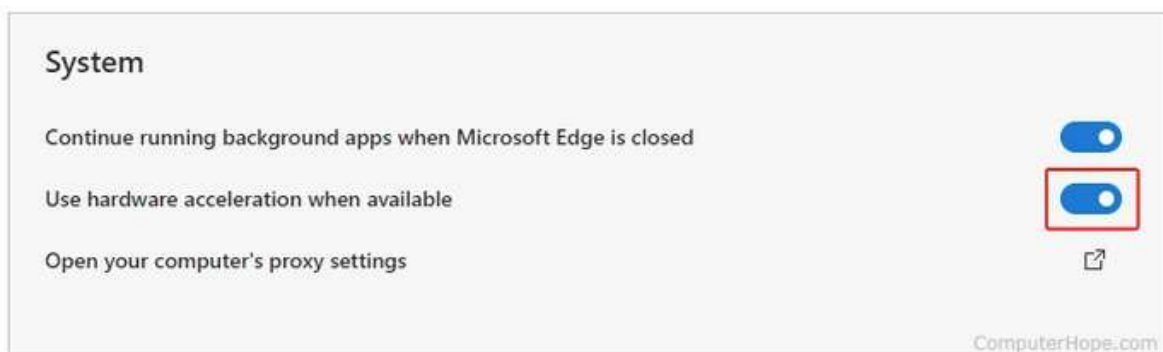 System
Continue running background apps when Microsoft Edge is closed
Use hardware acceleration when available
Open your computer's proxy settings
ComputerHope.com